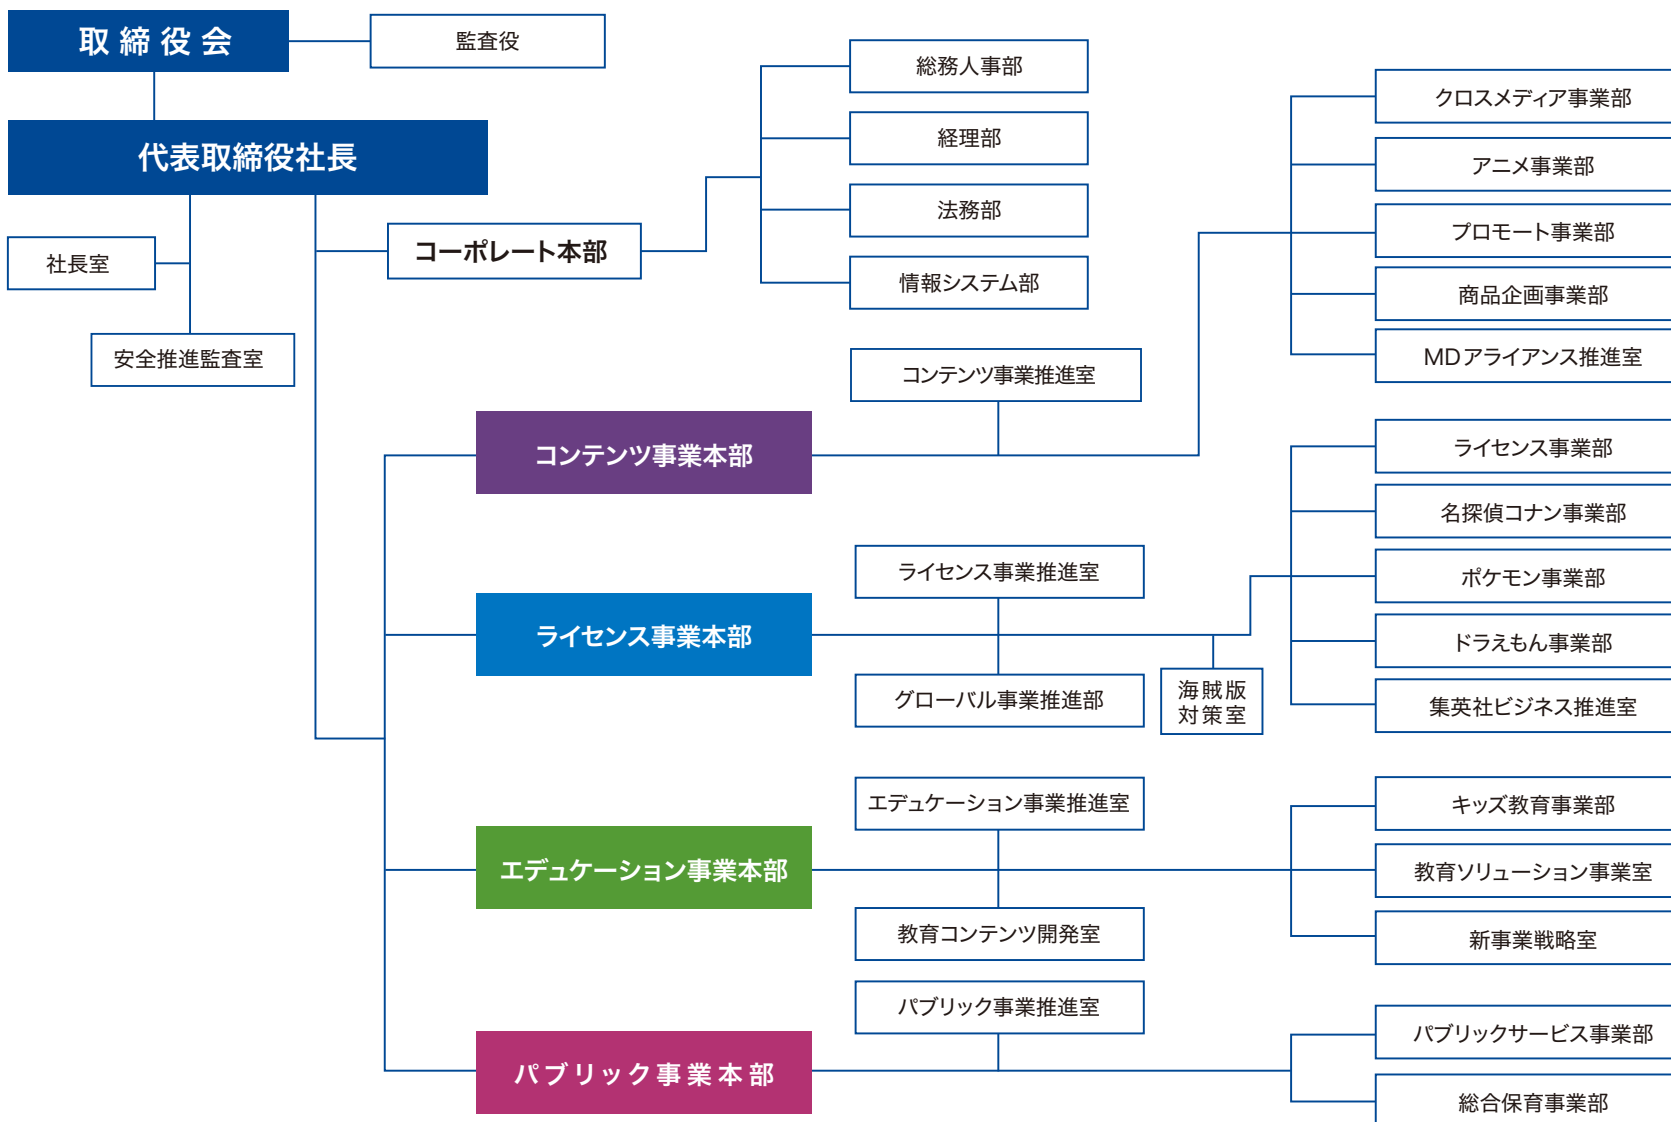 取締役会
監査役
代表取締役社長
社長室
安全推進監査室
コーポレート本部
総務人事部
経理部
法務部
情報システム部
コンテンツ事業本部
コンテンツ事業推進室
クロスメディア事業部
アニメ事業部
プロモート事業部
商品企画事業部
MDアライアンス推進室
ライセンス事業本部
ライセンス事業推進室
グローバル事業推進部
海賊版
対策室
ライセンス事業部
名探偵コナン事業部
ポケモン事業部
ドラえもん事業部
集英社ビジネス推進室
エデュケーション事業本部
エデュケーション事業推進室
教育コンテンツ開発室
キッズ教育事業部
教育ソリューション事業室
新事業戦略室
パブリック事業本部
パブリック事業推進室
パブリックサービス事業部
総合保育事業部